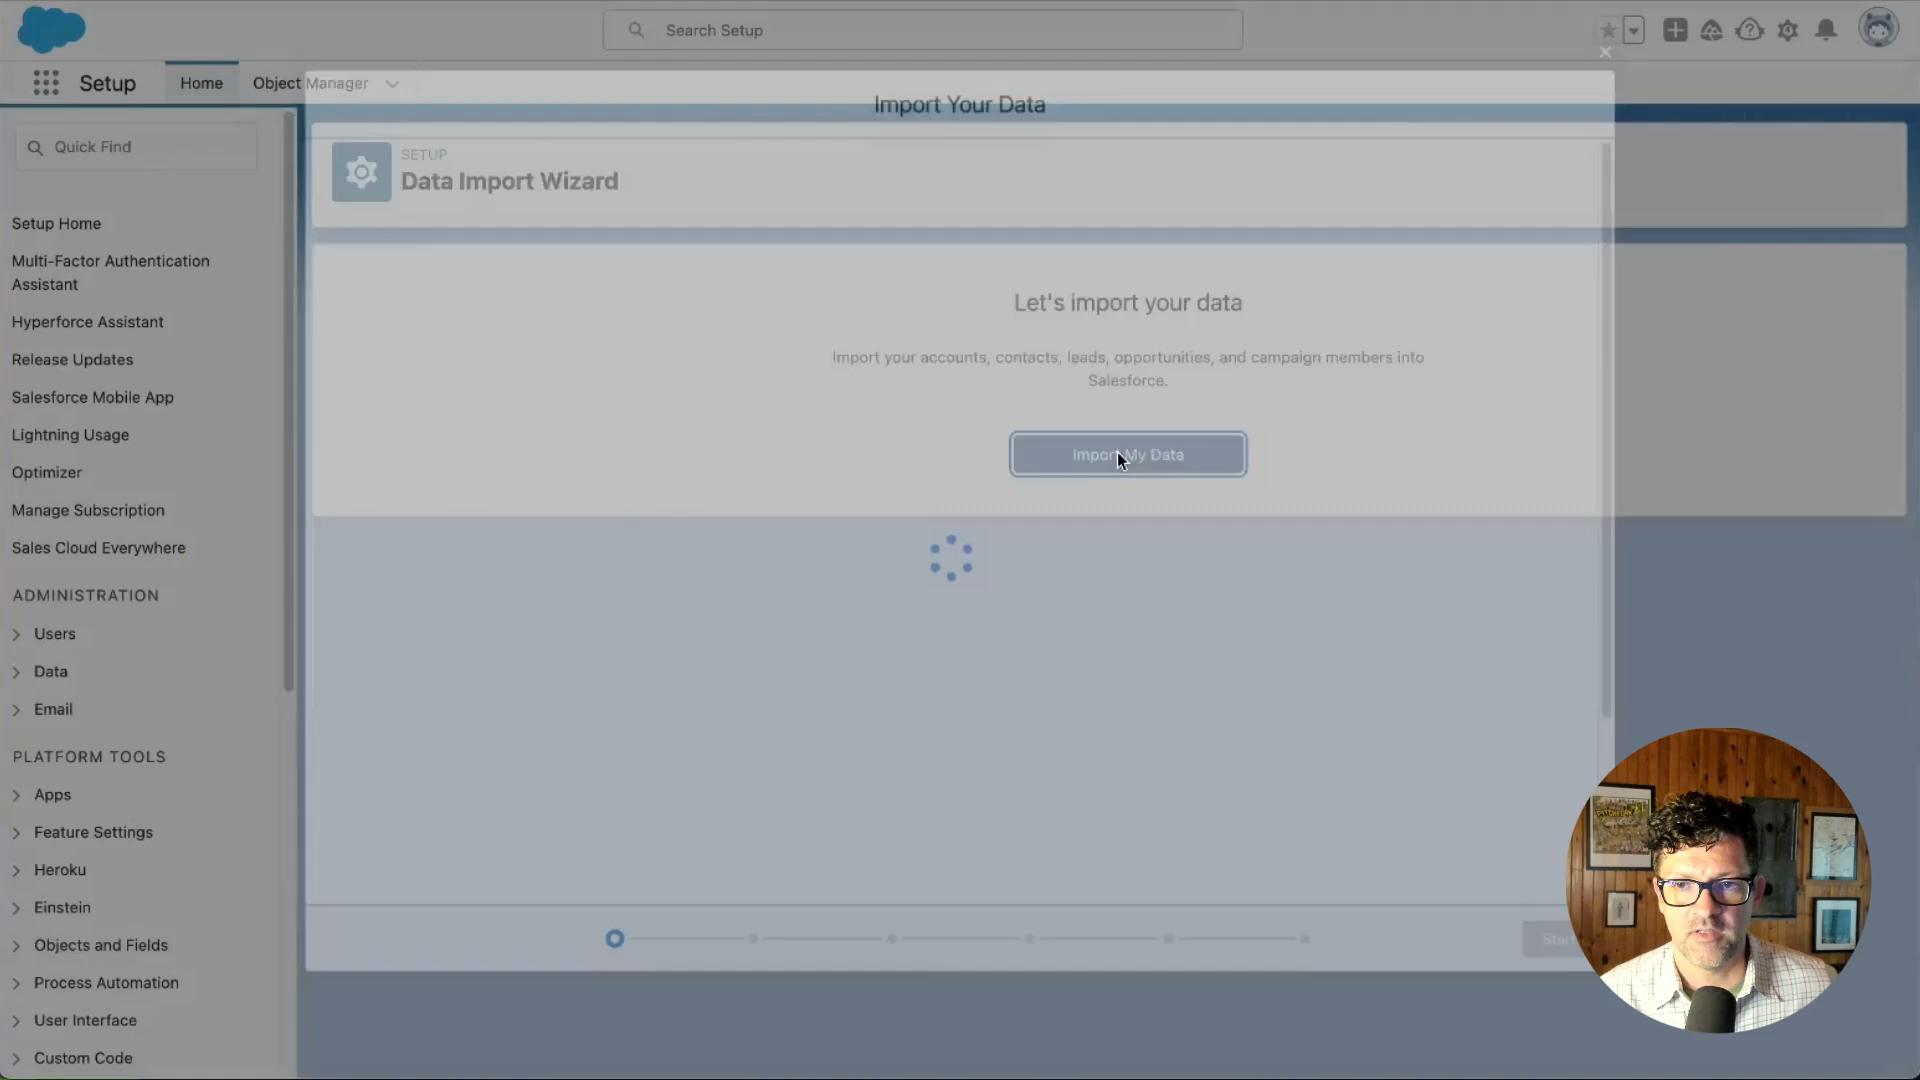 Search Setup
Setup
Home
Object Manager
Import Your Data
Quick Find
SETUP
Data Import Wizard
Setup Home
Multi-Factor Authentication
Assistant
Hyperforce Assistant
Release Updates
Salesforce Mobile App
Lightning Usage
Optimizer
Manage Subscription
Sales Cloud Everywhere
ADMINISTRATION
Users
Data
Email
PLATFORM TOOLS
Apps
Feature Settings
Heroku
Einstein
Objects and Fields
Process Automation
User Interface
Custom Code
Let's import your data
Import your accounts, contacts, leads, opportunities, and campaign members into
Salesforce.
Import My Data